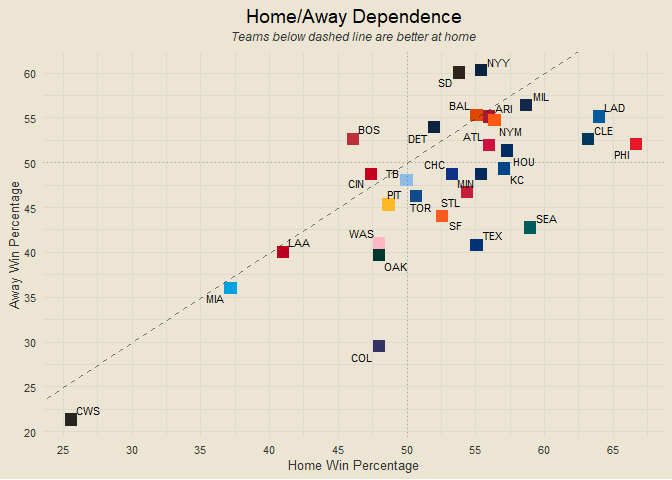 Home/Away Dependence
Teams below dashed line are better at home
Away Win Percentage
60
55
50
45
40
35
30
25
20
NYY
SD
MIL
BAL
ARI
LAD
BOS
DET
ATL
NYM
CLE
PHI
CHC
HOU
CIN
TB
MIN
KC
PIT
TOR
STL
SF
SEA
WAS
TEX
LAA
OAK
MIA
COL
CWS
25 30 35 40 45 50 55 60 65
Home Win Percentage